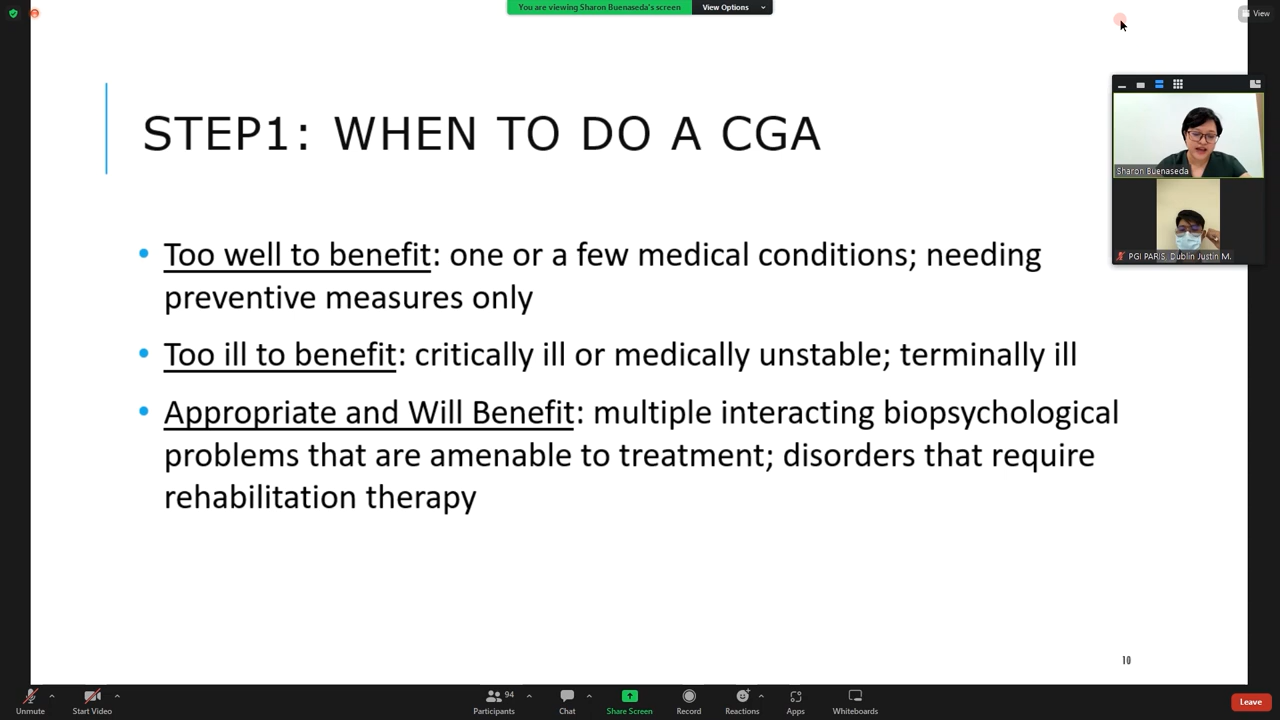 You are viewing Sharon Buenaseda's screen
View Options
View
STEP1: WHEN TO DO A CGA
Sharon Buenaseda
PGI PARIS, Dublin Justin M.
• Too well to benefit: one or a few medical conditions; needing
preventive measures only
• Too ill to benefit: critically ill or medically unstable; terminally ill
• Appropriate and Will Benefit: multiple interacting biopsychological
problems that are amenable to treatment; disorders that require
rehabilitation therapy
10
Unmute
Start Video
94
Participants
Chat
Share Screen
Record
Reactions
Apps
Whiteboards
Leave